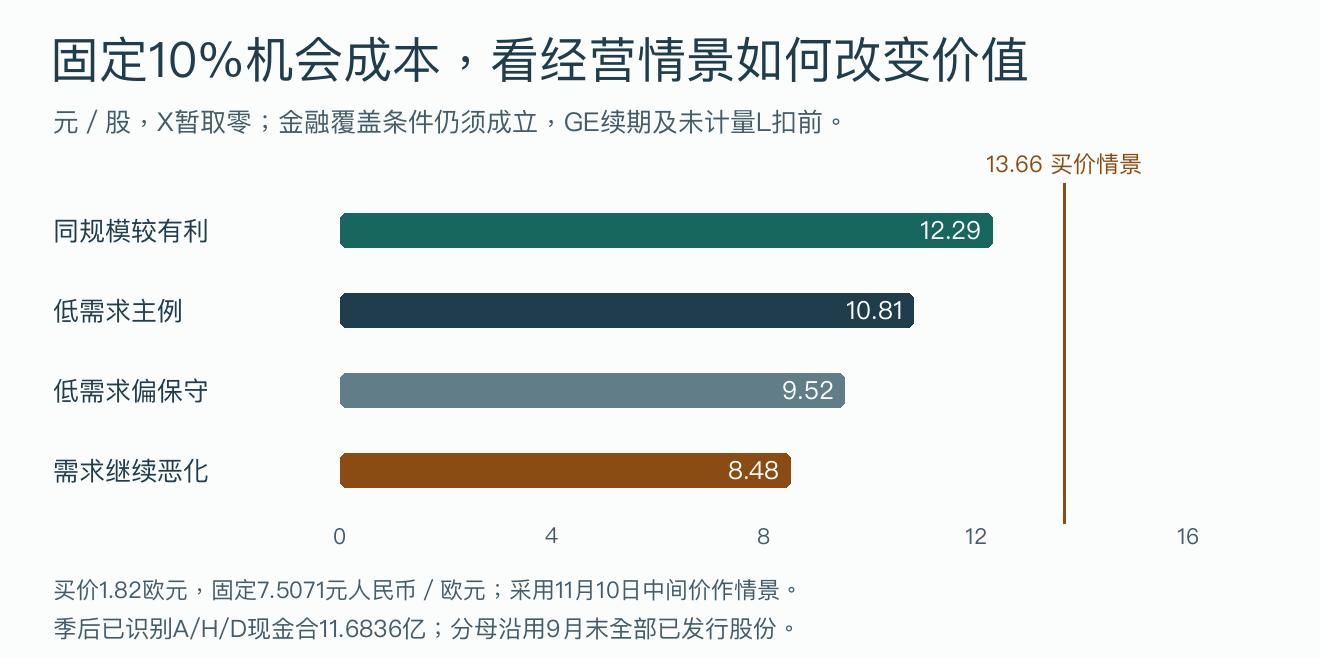 固定10%机会成本，看经营情景如何改变价值
元 / 股，X暂取零；金融覆盖条件仍须成立，GE续期及未计量L扣前。
13.66 买价情景
同规模较有利 12.29
低需求主例 10.81
低需求偏保守 9.52
需求继续恶化 8.48
0 4 8 12 16
买价1.82欧元，固定7.5071元人民币 / 欧元；采用11月10日中间价作情景。
季后已识别A/H/D现金合11.6836亿；分母沿用9月末全部已发行股份。